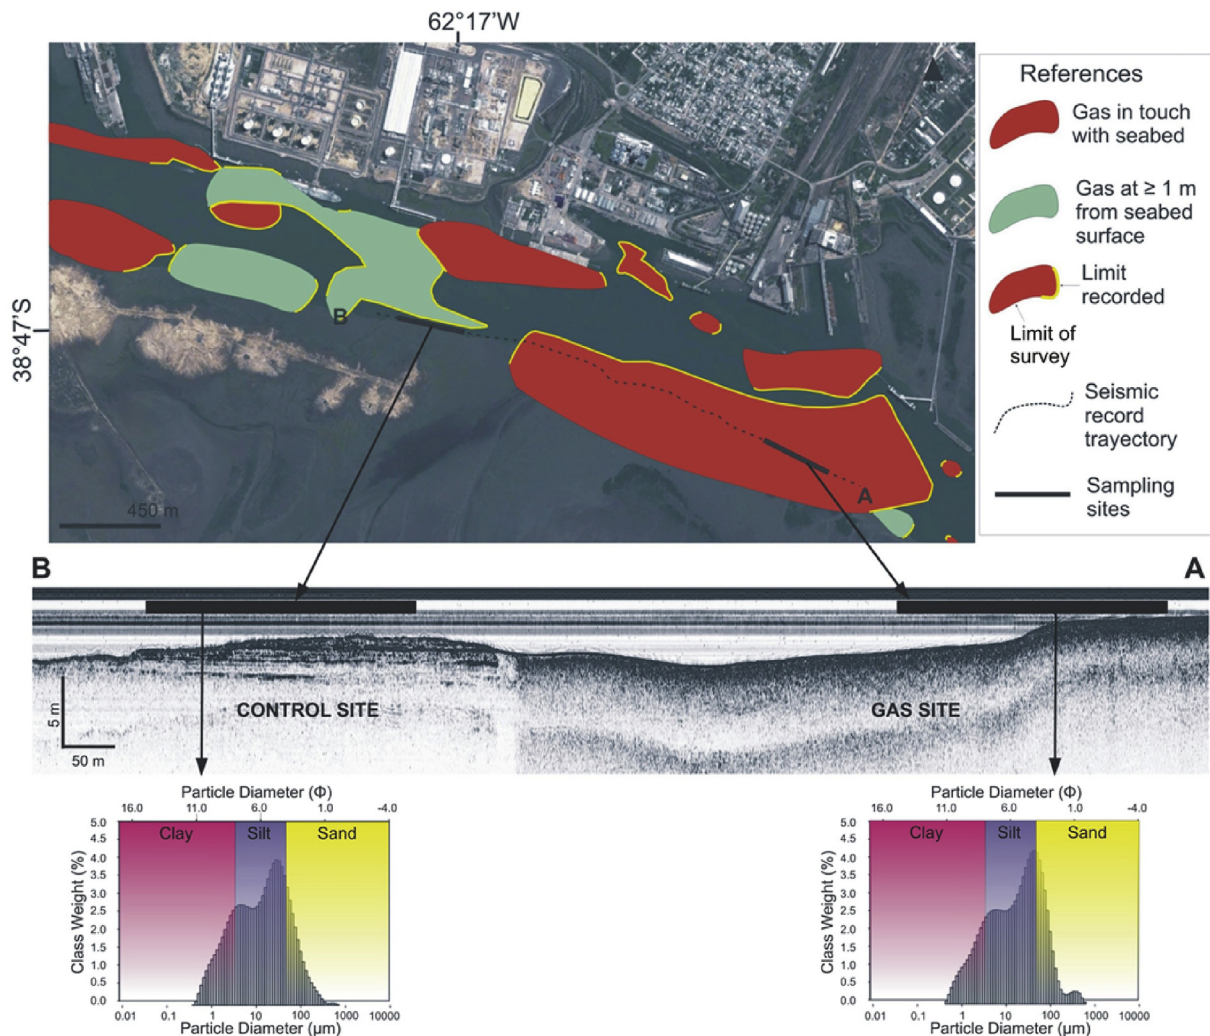 62°17'W
38°47'S
References
Gas in touch
with seabed
Gas at ≥ 1 m
from seabed
surface
Limit
recorded
Limit of
survey
Seismic
record
trayectory
Sampling
sites
B
A
450 m
B
A
CONTROL SITE
GAS SITE
5 m
50 m
Particle Diameter (Φ)
16.0 11.0 6.0 1.0 -4.0
Clay Silt Sand
Class Weight (%)
5.0
4.5
4.0
3.5
3.0
2.5
2.0
1.5
1.0
0.5
0.0
0.01 0.1 1 10 100 1000 10000
Particle Diameter (µm)
Particle Diameter (Φ)
16.0 11.0 6.0 1.0 -4.0
Clay Silt Sand
Class Weight (%)
5.0
4.5
4.0
3.5
3.0
2.5
2.0
1.5
1.0
0.5
0.0
0.01 0.1 1 10 100 1000 10000
Particle Diameter (µm)